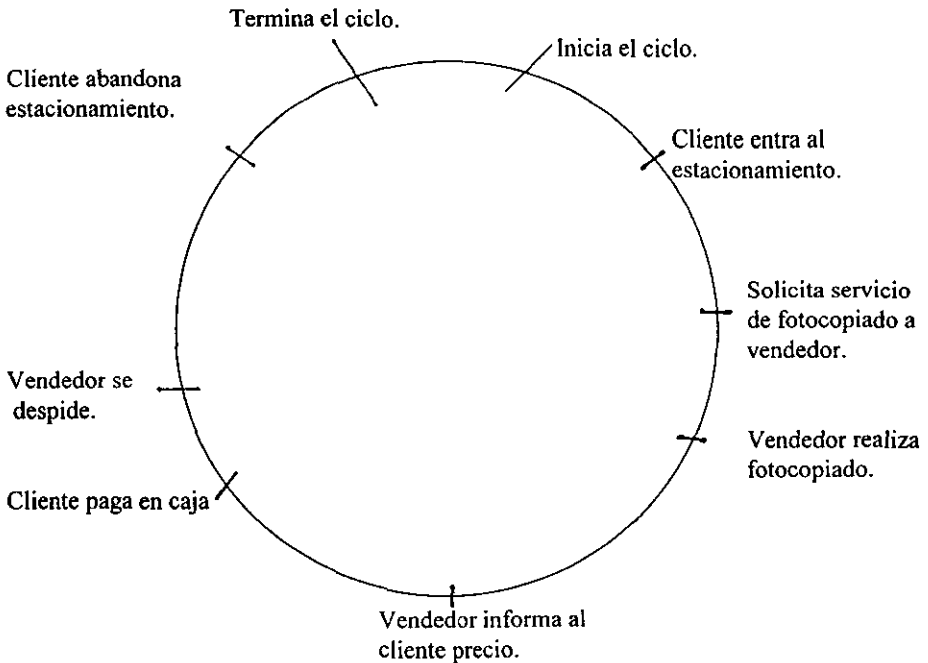 Termina el ciclo.
Inicia el ciclo.
Cliente abandona
estacionamiento.
Cliente entra al
estacionamiento.
Solicita servicio
de fotocopiado a
vendedor.
Vendedor se
despide.
Vendedor realiza
fotocopiado.
Cliente paga en caja
Vendedor informa al
cliente precio.